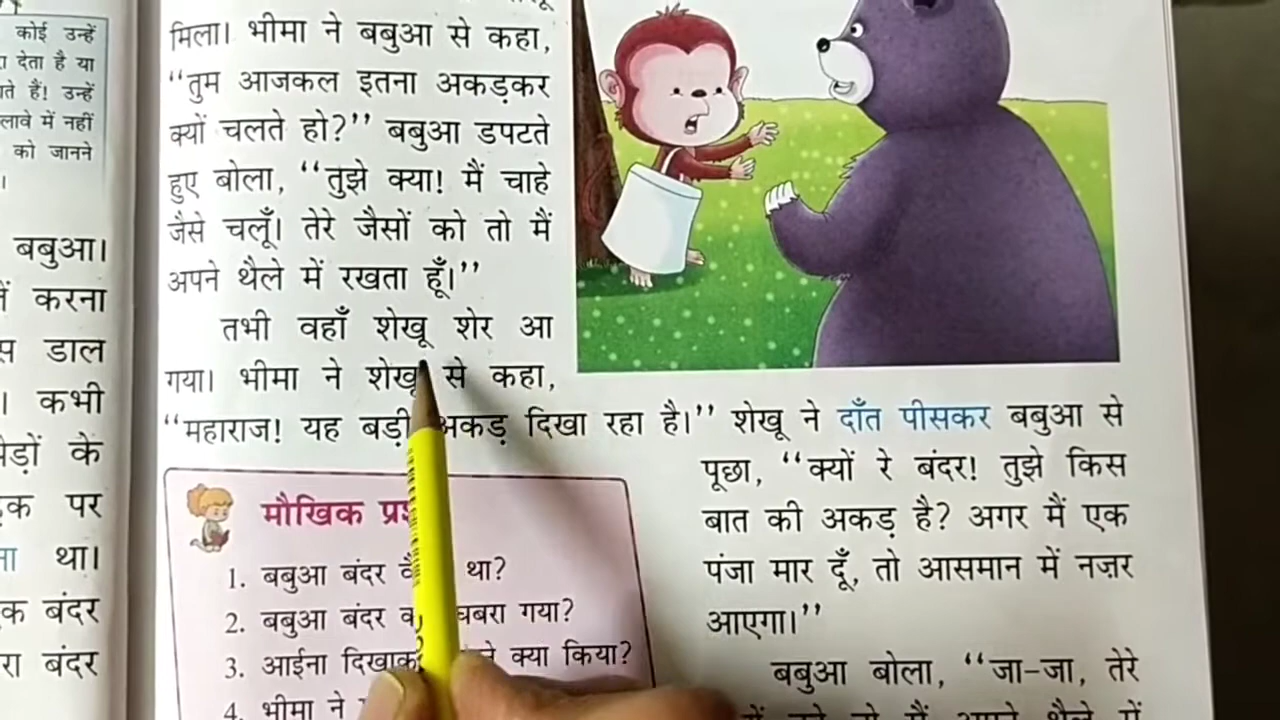 कोई उन्हें
देता है या
हैं! उन्हें
में नहीं
को जानने
बबुआ।
करना
डाल
कभी
के
पर
था।
बंदर
बंदर
मिला। भीमा ने बबुआ से कहा,
“तुम आजकल इतना अकड़कर
क्यों चलते हो?” बबुआ डपटते
हुए बोला, “तुझे क्या! मैं चाहे
जैसे चलूँ। तेरे जैसों को तो मैं
अपने थैले में रखता हूँ।”
तभी वहाँ शेखू शेर आ
गया। भीमा ने शेखू से कहा,
“महाराज! यह बड़ी अकड़ दिखा रहा है।” शेखू ने दाँत पीसकर बबुआ से
पूछा, “क्यों रे बंदर! तुझे किस
बात की अकड़ है? अगर मैं एक
पंजा मार दूँ, तो आसमान में नज़र
आएगा।”
बबुआ बोला, “जा-जा, तेरे
मौखिक
1. बबुआ बंदर था?
2. बबुआ बंदर घबरा गया?
3. आईना क्या किया?
4. भीमा ने